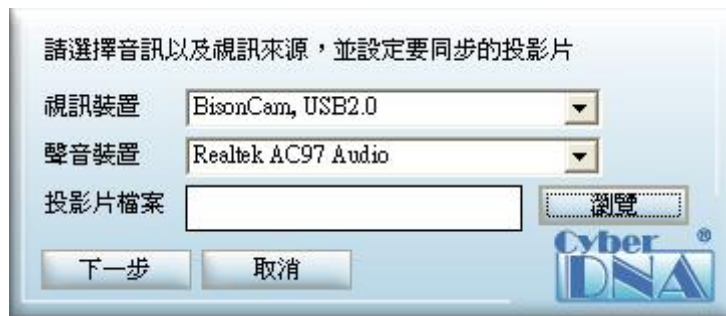 請選擇音訊以及視訊來源，並設定要同步的投影片
視訊裝置 BisonCam, USB2.0
聲音裝置 Realtek AC97 Audio
投影片檔案 瀏覽
下一步 取消
Cyber ®
DNA